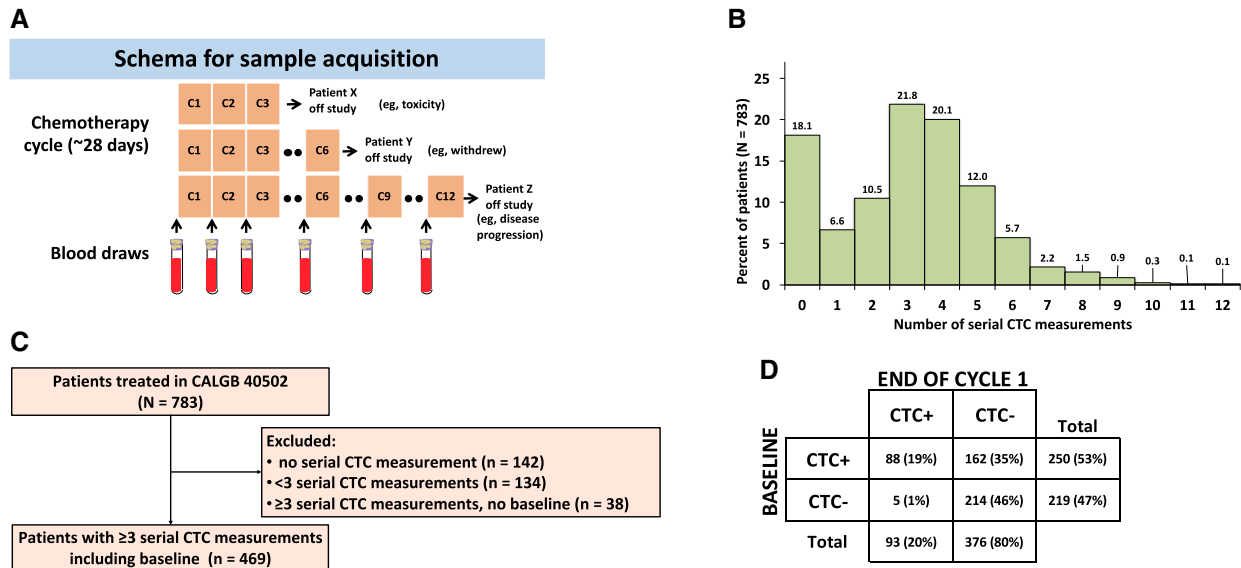 A
Schema for sample acquisition
Chemotherapy
cycle (~28 days)
C1 C2 C3
Patient X
off study
(eg, toxicity)
C1 C2 C3 C6
Patient Y
off study
(eg, withdrew)
C1 C2 C3 C6 C9 C12
Patient Z
off study
(eg, disease
progression)
Blood draws
B
Percent of patients (N = 783)
25
20
15
10
5
0
18.1
6.6
10.5
21.8
20.1
12.0
5.7
2.2
1.5
0.9
0.3
0.1
0.1
0 1 2 3 4 5 6 7 8 9 10 11 12
Number of serial CTC measurements
C
Patients treated in CALGB 40502
(N = 783)
Excluded:
• no serial CTC measurement (n = 142)
• <3 serial CTC measurements (n = 134)
• ≥3 serial CTC measurements, no baseline (n = 38)
Patients with ≥3 serial CTC measurements
including baseline (n = 469)
D
END OF CYCLE 1
BASELINE
CTC+ CTC- Total
CTC+ 88 (19%) 162 (35%) 250 (53%)
CTC- 5 (1%) 214 (46%) 219 (47%)
Total 93 (20%) 376 (80%)